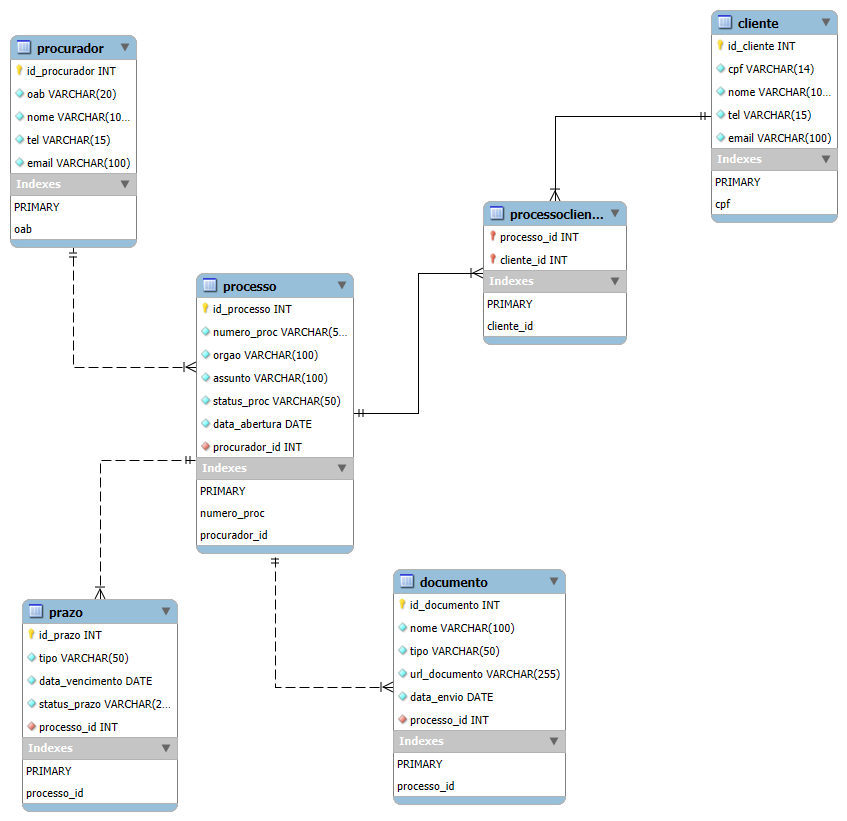 procurador
id_procurador INT
oab VARCHAR(20)
nome VARCHAR(10...
tel VARCHAR(15)
email VARCHAR(100)
Indexes
PRIMARY
oab
cliente
id_cliente INT
cpf VARCHAR(14)
nome VARCHAR(10...
tel VARCHAR(15)
email VARCHAR(100)
Indexes
PRIMARY
cpf
processoclien...
processo_id INT
cliente_id INT
Indexes
PRIMARY
cliente_id
processo
id_processo INT
numero_proc VARCHAR(5...
orgao VARCHAR(100)
assunto VARCHAR(100)
status_proc VARCHAR(50)
data_abertura DATE
procurador_id INT
Indexes
PRIMARY
numero_proc
procurador_id
prazo
id_prazo INT
tipo VARCHAR(50)
data_vencimento DATE
status_prazo VARCHAR(2...
processo_id INT
Indexes
PRIMARY
processo_id
documento
id_documento INT
nome VARCHAR(100)
tipo VARCHAR(50)
url_documento VARCHAR(255)
data_envio DATE
processo_id INT
Indexes
PRIMARY
processo_id